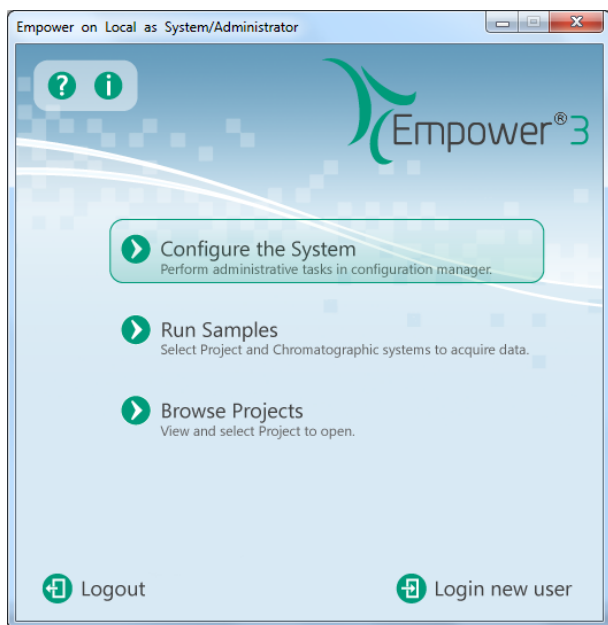 Empower on Local as System/Administrator
? i
Empower®3
Configure the System
Perform administrative tasks in configuration manager.
Run Samples
Select Project and Chromatographic systems to acquire data.
Browse Projects
View and select Project to open.
Logout
Login new user